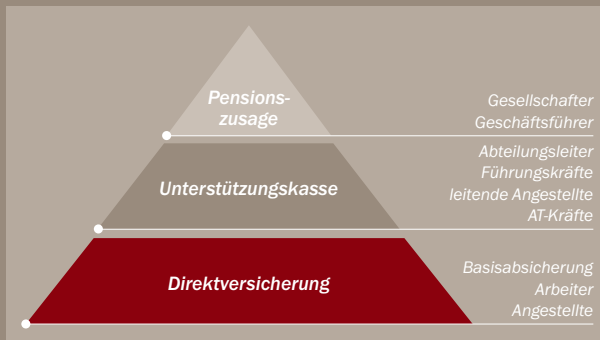 Pensions-
zusage
Gesellschafter
Geschäftsführer
Unterstützungskasse
Abteilungsleiter
Führungskräfte
leitende Angestellte
AT-Kräfte
Direktversicherung
Basisabsicherung
Arbeiter
Angestellte